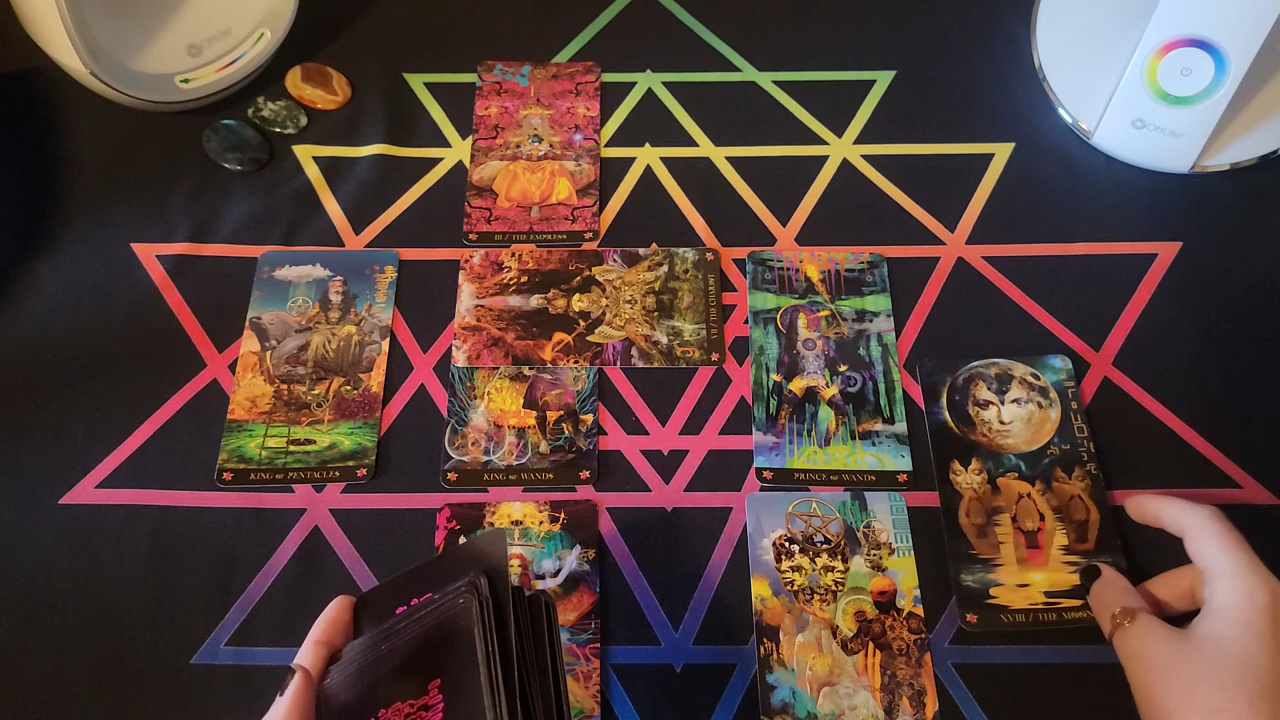 OttLite
OttLite
III / THE EMPRESS
VII / THE CHARIOT
KING OF PENTACLES
KING OF WANDS
PRINCE OF WANDS
XVIII / THE MOON